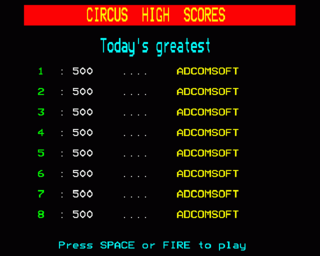 CIRCUS HIGH SCORES
Today's greatest
1 : 500 .... ADCOMSOFT
2 : 500 .... ADCOMSOFT
3 : 500 .... ADCOMSOFT
4 : 500 .... ADCOMSOFT
5 : 500 .... ADCOMSOFT
6 : 500 .... ADCOMSOFT
7 : 500 .... ADCOMSOFT
8 : 500 .... ADCOMSOFT
Press SPACE or FIRE to play